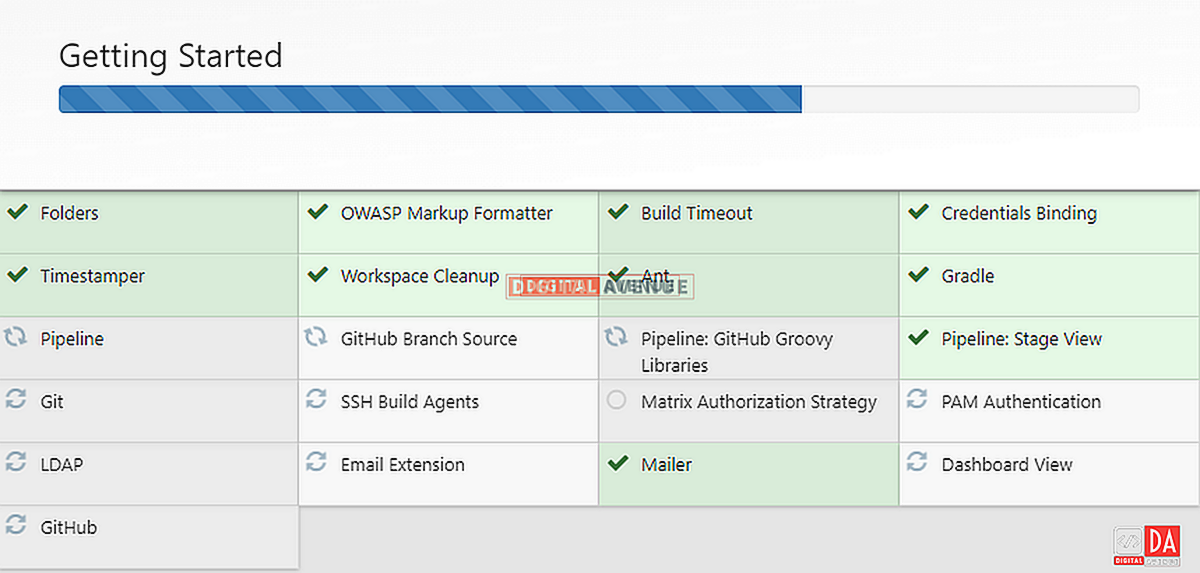 Getting Started
Folders
OWASP Markup Formatter
Build Timeout
Credentials Binding
Timestamper
Workspace Cleanup
Ant
Gradle
DIGITAL AVENUE
Pipeline
GitHub Branch Source
Pipeline: GitHub Groovy
Libraries
Pipeline: Stage View
Git
SSH Build Agents
Matrix Authorization Strategy
PAM Authentication
LDAP
Email Extension
Mailer
Dashboard View
GitHub
DA
DIGITAL